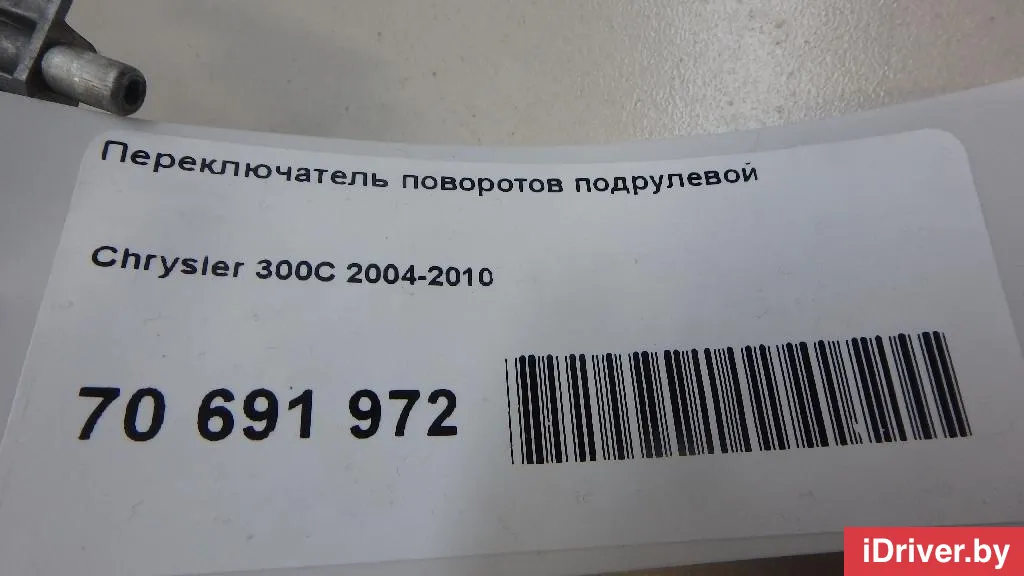 Переключатель поворотов подрулевой
Chrysler 300C 2004-2010
70 691 972
iDriver.by